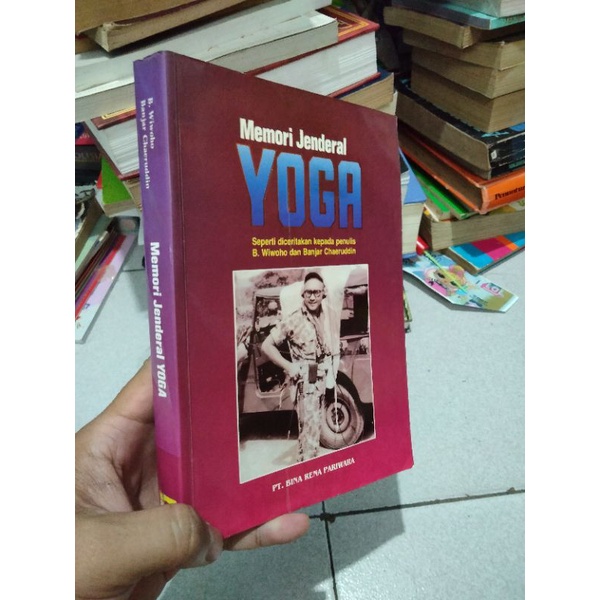 B. Wiwoho
Banjar Chaeruddin
Memori Jenderal YOGA
Memori Jenderal
YOGA
Seperti diceritakan kepada penulis
B. Wiwoho dan Banjar Chaeruddin
PT. BINA RENA PARIWARA